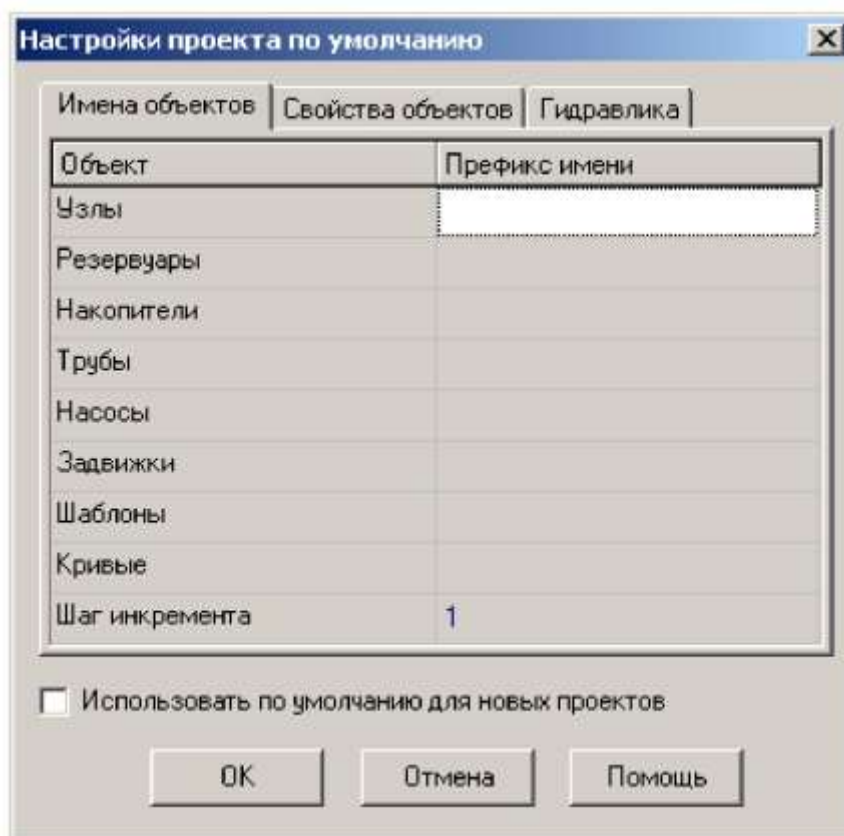 Настройки проекта по умолчанию
Имена объектов Свойства объектов Гидравлика
Объект Префикс имени
Узлы
Резервуары
Накопители
Трубы
Насосы
Задвижки
Шаблоны
Кривые
Шаг инкремента 1
Использовать по умолчанию для новых проектов
OK Отмена Помощь